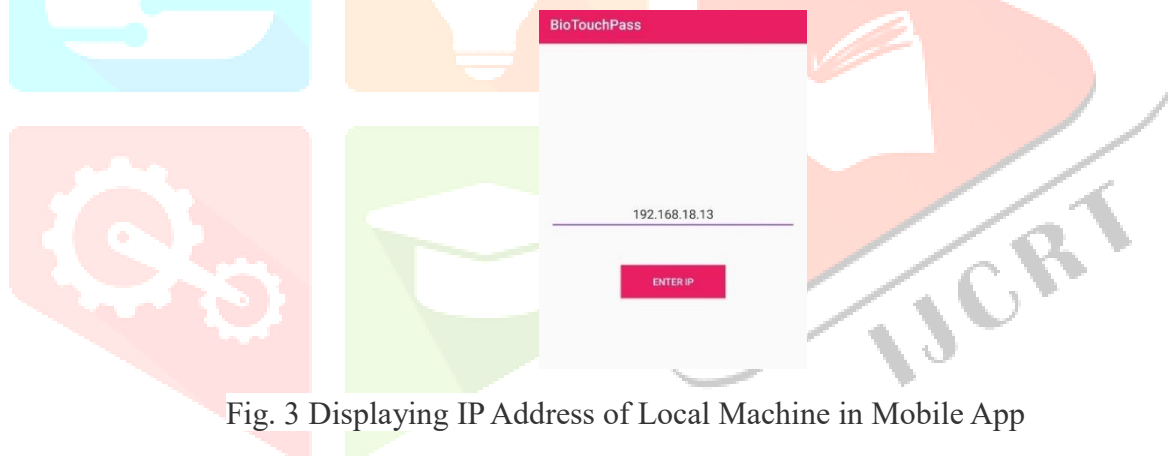 BioTouchPass
192.168.18.13
ENTER IP
IJCRT
Fig. 3 Displaying IP Address of Local Machine in Mobile App